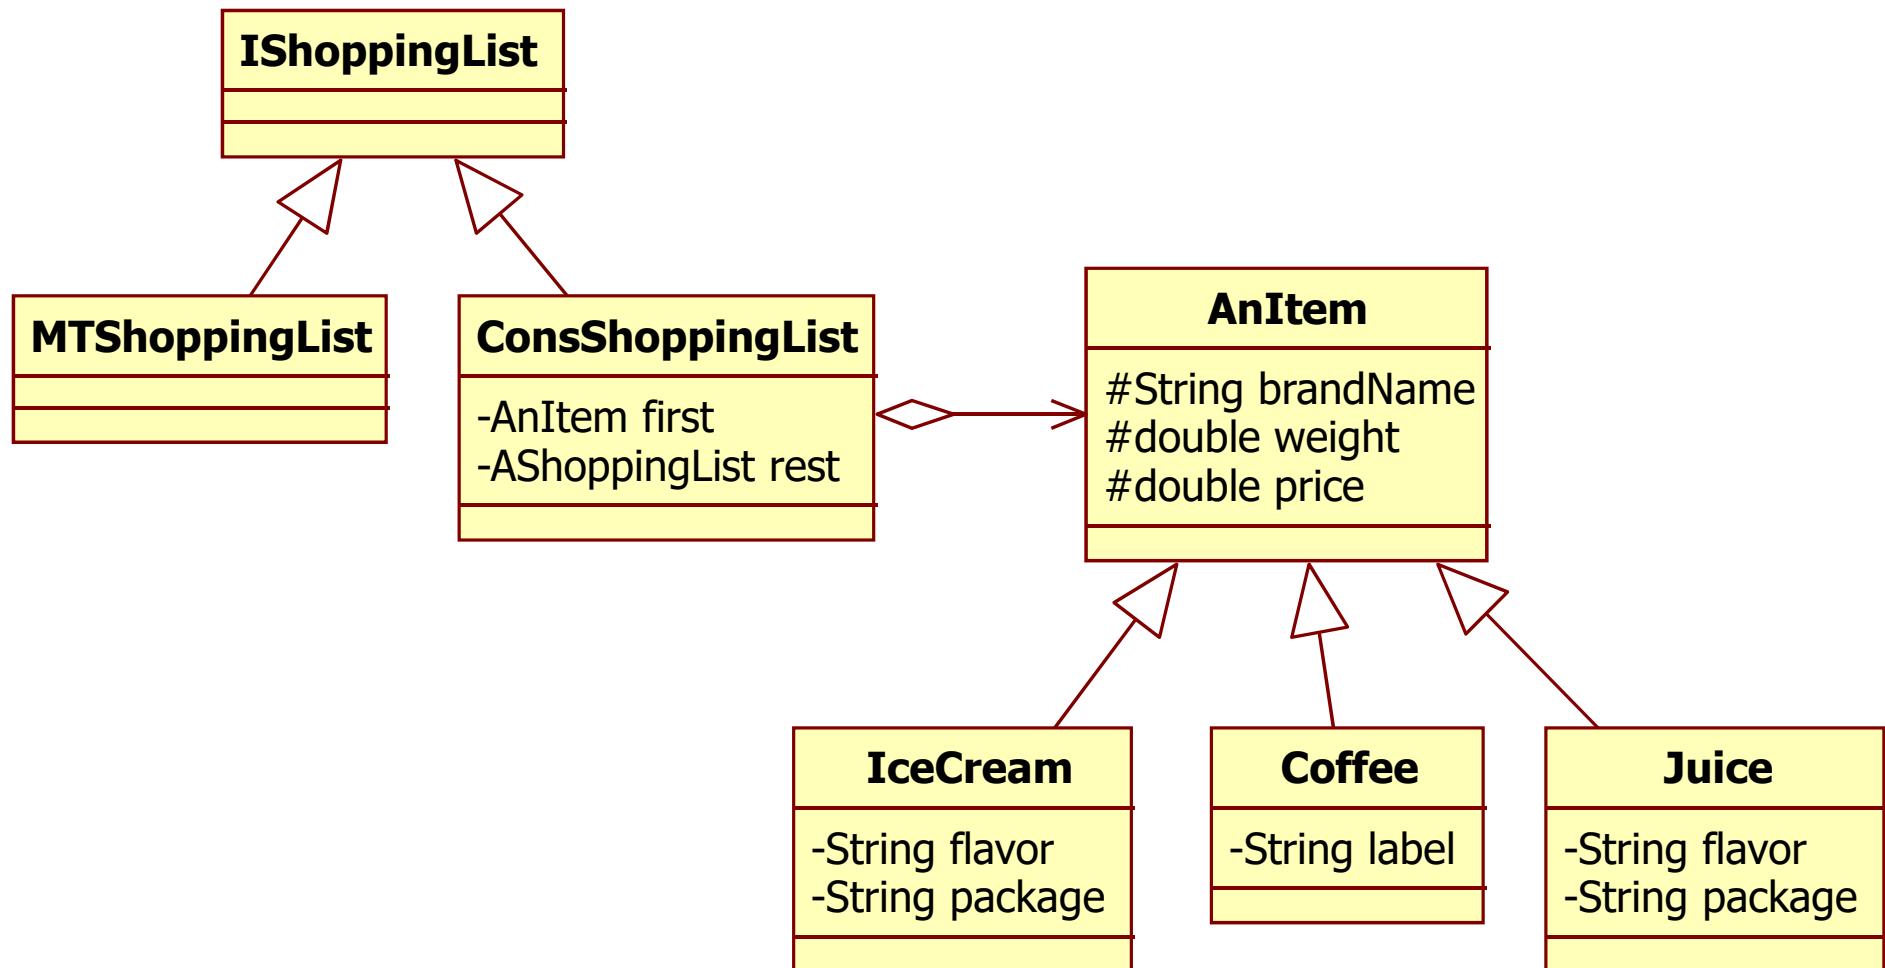 IShoppingList
MTShoppingList
ConsShoppingList
-AnItem first
-AShoppingList rest
AnItem
#String brandName
#double weight
#double price
IceCream
-String flavor
-String package
Coffee
-String label
Juice
-String flavor
-String package